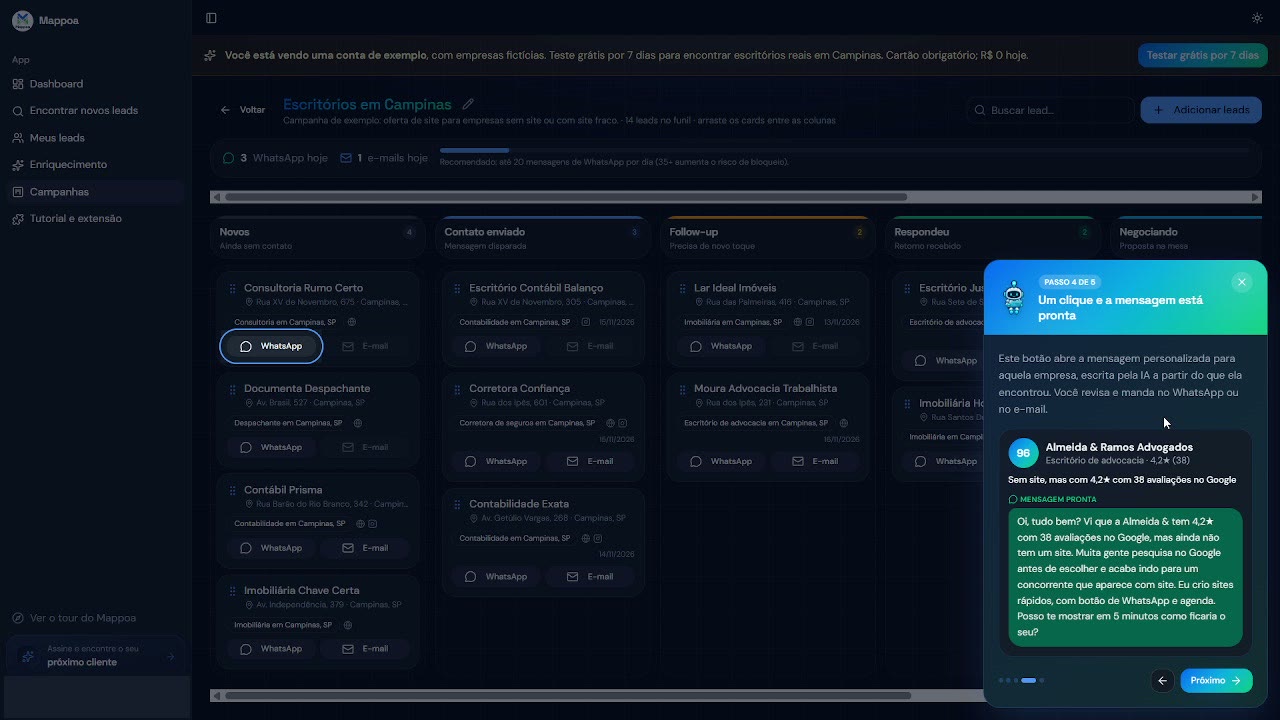 Mappoa
App
Dashboard
Encontrar novos leads
Meus leads
Enriquecimento
Campanhas
Tutorial e extensão
Ver o tour do Mappoa
Assine e encontre o seu
próximo cliente
Você está vendo uma conta de exemplo, com empresas fictícias. Teste grátis por 7 dias para encontrar escritórios reais em Campinas. Cartão obrigatório; R$ 0 hoje.
Testar grátis por 7 dias
Voltar
Escritórios em Campinas
Campanha de exemplo: oferta de site para empresas sem site ou com site fraco. · 14 leads no funil · arraste os cards entre as colunas
Buscar lead...
Adicionar leads
3 WhatsApp hoje
1 e-mails hoje
Recomendado: até 20 mensagens de WhatsApp por dia (35+ aumenta o risco de bloqueio).
Novos 4
Ainda sem contato
Consultoria Rumo Certo
Rua XV de Novembro, 675 · Campinas, ...
Consultoria em Campinas, SP
WhatsApp E-mail
Documenta Despachante
Av. Brasil, 527 · Campinas, SP
Despachante em Campinas, SP
WhatsApp E-mail
Contábil Prisma
Rua Barão do Rio Branco, 342 · Campin...
Contabilidade em Campinas, SP
WhatsApp E-mail
Imobiliária Chave Certa
Av. Independência, 379 · Campinas, SP
Imobiliária em Campinas, SP
WhatsApp E-mail
Contato enviado 3
Mensagem disparada
Escritório Contábil Balanço
Rua XV de Novembro, 305 · Campinas, ...
Contabilidade em Campinas, SP 15/11/2026
WhatsApp E-mail
Corretora Confiança
Rua dos Ipês, 601 · Campinas, SP
Corretora de seguros em Campinas, SP
16/11/2026
WhatsApp E-mail
Contabilidade Exata
Av. Getúlio Vargas, 268 · Campinas, SP
Contabilidade em Campinas, SP
14/11/2026
WhatsApp E-mail
Follow-up 2
Precisa de novo toque
Lar Ideal Imóveis
Rua das Palmeiras, 416 · Campinas, SP
Imobiliária em Campinas, SP 13/11/2026
WhatsApp E-mail
Moura Advocacia Trabalhista
Rua dos Ipês, 231 · Campinas, SP
Escritório de advocacia em Campinas, SP
16/11/2026
WhatsApp E-mail
Respondeu 2
Retorno recebido
Escritório Jus
Rua Sete de S
Escritório de advocac
WhatsApp
Imobiliária Ho
Rua Santos D
Imobiliária em Camp
WhatsApp
Negociando
Proposta na mesa
PASSO 4 DE 5
Um clique e a mensagem está
pronta
Este botão abre a mensagem personalizada para
aquela empresa, escrita pela IA a partir do que ela
encontrou. Você revisa e manda no WhatsApp ou
no e-mail.
96
Almeida & Ramos Advogados
Escritório de advocacia · 4,2★ (38)
Sem site, mas com 4,2★ com 38 avaliações no Google
MENSAGEM PRONTA
Oi, tudo bem? Vi que a Almeida & tem 4,2★
com 38 avaliações no Google, mas ainda não
tem um site. Muita gente pesquisa no Google
antes de escolher e acaba indo para um
concorrente que aparece com site. Eu crio sites
rápidos, com botão de WhatsApp e agenda.
Posso te mostrar em 5 minutos como ficaria o
seu?
Próximo